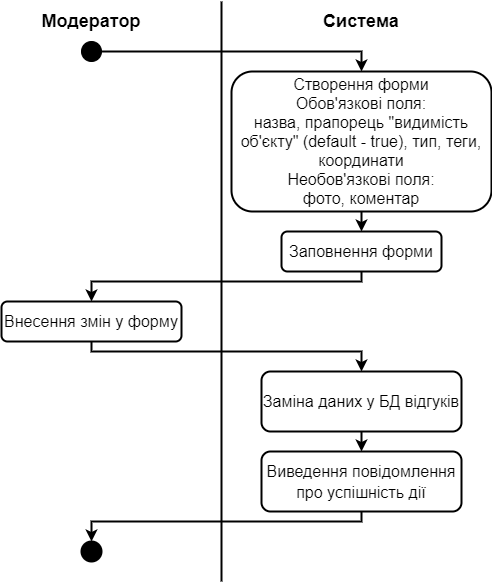 Модератор
Система
Створення форми
Обов'язкові поля:
назва, прапорець "видимість
об'єкту" (default - true), тип, теги,
координати
Необов'язкові поля:
фото, коментар
Заповнення форми
Внесення змін у форму
Заміна даних у БД відгуків
Виведення повідомлення
про успішність дії